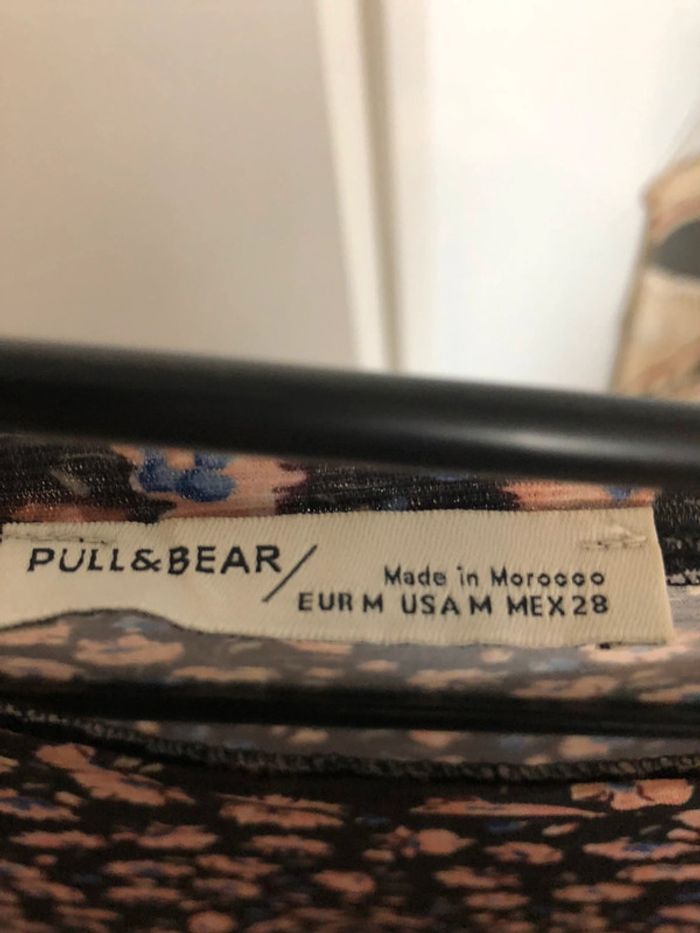 PULL&BEAR/
Made in Morocco
EUR M USA M MEX 28